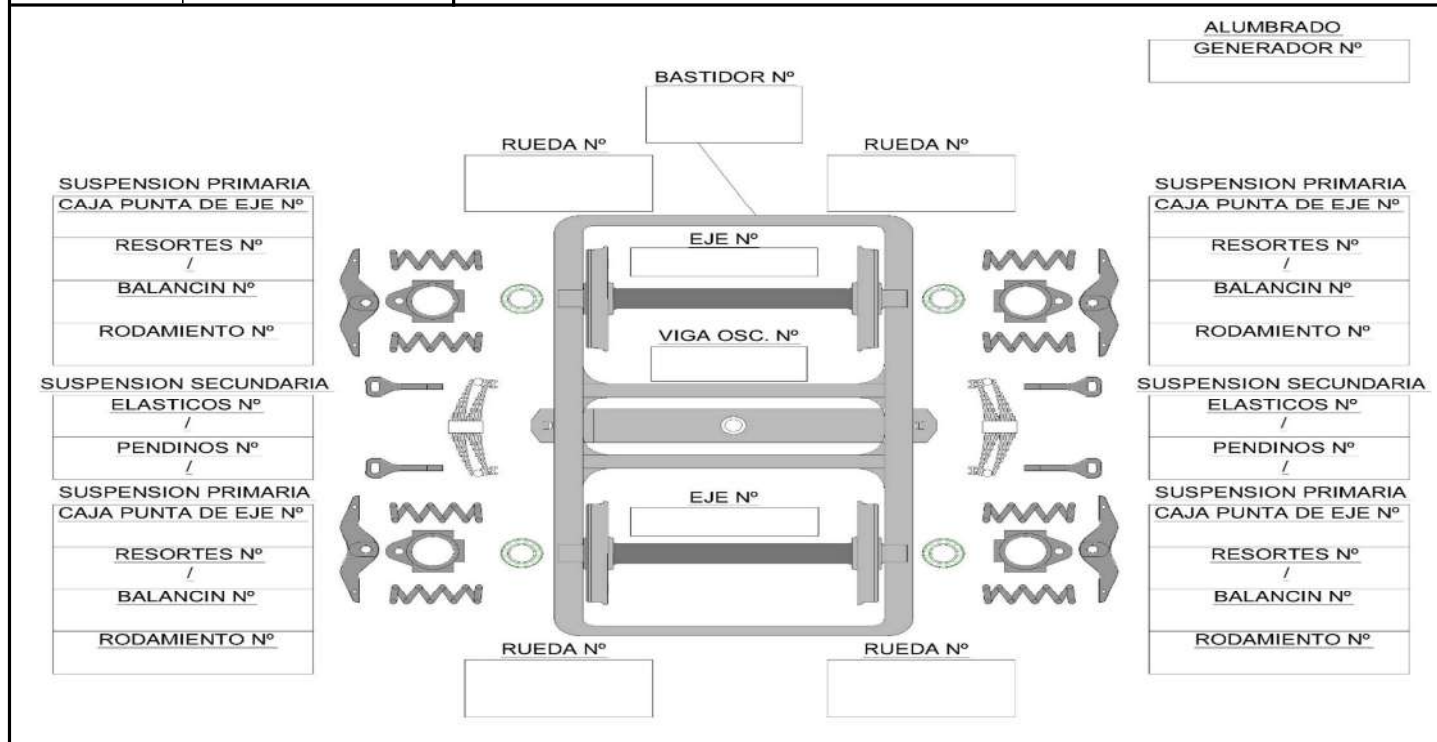 ALUMBRADO
GENERADOR Nº
BASTIDOR Nº
RUEDA Nº
RUEDA Nº
SUSPENSION PRIMARIA
CAJA PUNTA DE EJE Nº
RESORTES Nº
/
BALANCIN Nº
RODAMIENTO Nº
SUSPENSION SECUNDARIA
ELASTICOS Nº
/
PENDINOS Nº
/
SUSPENSION PRIMARIA
CAJA PUNTA DE EJE Nº
RESORTES Nº
/
BALANCIN Nº
RODAMIENTO Nº
EJE Nº
VIGA OSC. Nº
EJE Nº
SUSPENSION PRIMARIA
CAJA PUNTA DE EJE Nº
RESORTES Nº
/
BALANCIN Nº
RODAMIENTO Nº
SUSPENSION SECUNDARIA
ELASTICOS Nº
/
PENDINOS Nº
/
SUSPENSION PRIMARIA
CAJA PUNTA DE EJE Nº
RESORTES Nº
/
BALANCIN Nº
RODAMIENTO Nº
RUEDA Nº
RUEDA Nº